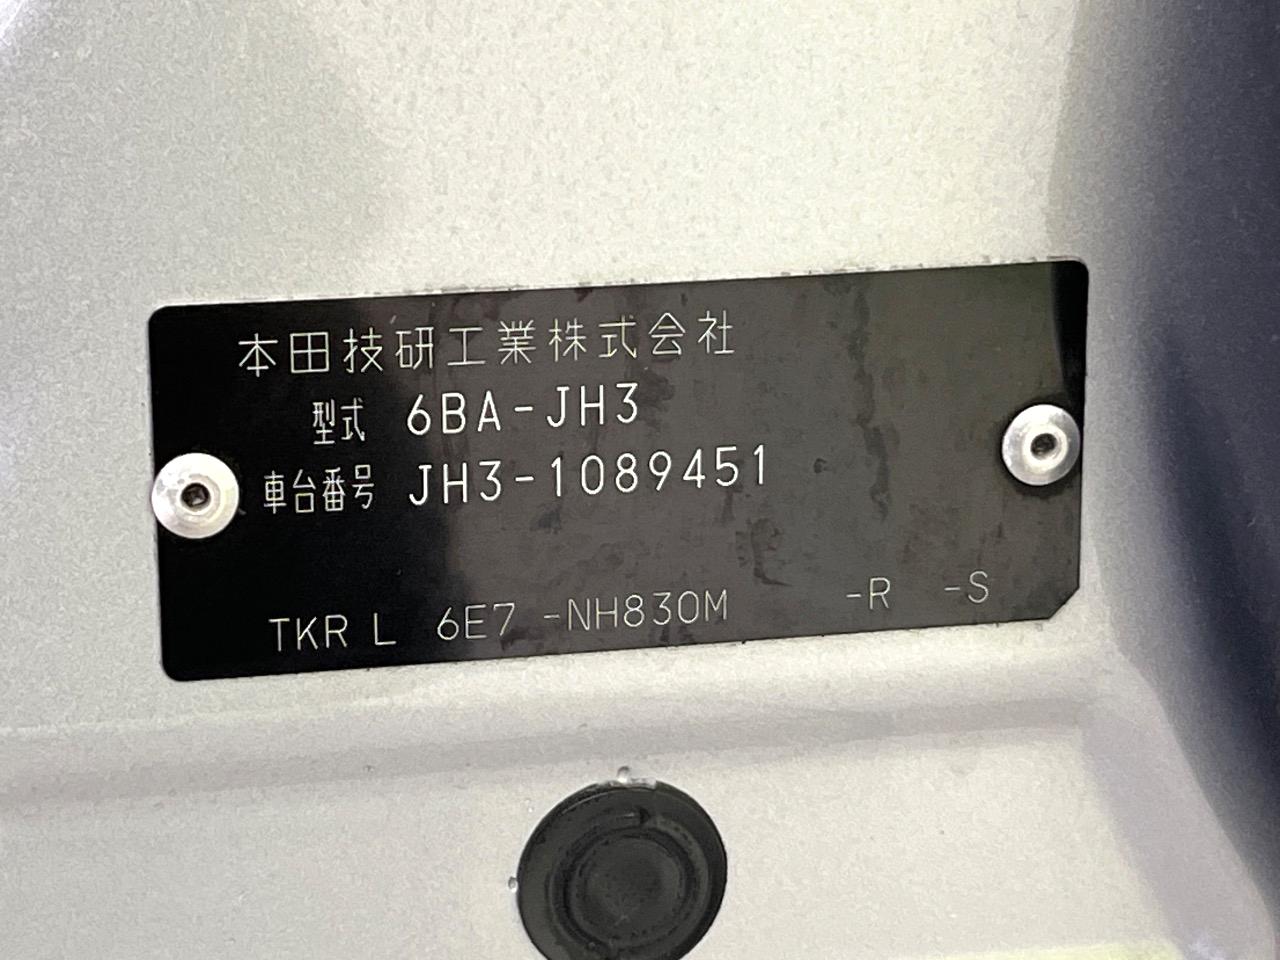 本田技研工業株式会社
型式 6BA-JH3
車台番号 JH3-1089451
TKR L 6E7 -NH830M -R -S